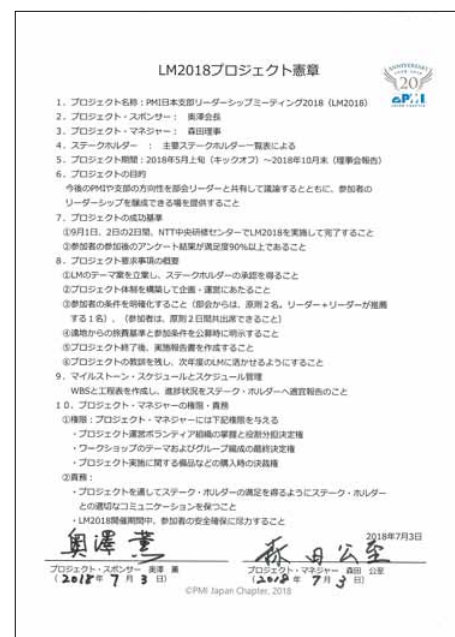 LM2018プロジェクト憲章
ANNIVERSARY
1998-2018
20
PMI
1．プロジェクト名称：PMI日本支部リーダーシップミーティング2018（LM2018）
2．プロジェクト・スポンサー： 奥澤会長
3．プロジェクト・マネジャー：森田理事
4．ステークホルダー ： 主要ステークホルダー一覧表による
5．プロジェクト期間：2018年5月上旬（キックオフ）～2018年10月末（理事会報告）
6．プロジェクトの目的
今後のPMIや支部の方向性を部会リーダーと共有して議論するとともに、参加者の
リーダーシップを醸成できる場を提供すること
7．プロジェクトの成功基準
①9月1日、2日の2日間、NTT中央研修センターでLM2018を実施して完了すること
②参加者の参加後のアンケート結果が満足度90%以上であること
8．プロジェクト要求事項の概要
①LMのテーマ案を立案し、ステークホルダーの承認を得ること
②プロジェクト体制を構築して企画・運営にあたること
③参加者の条件を明確化すること（部会からは、原則2名。リーダー＋リーダーが推薦
する1名）、（参加者は、原則2日間共出席できること）
④遠地からの旅費基準と参加条件を公募時に明示すること
⑤プロジェクト終了後、実施報告書を作成すること
⑥プロジェクトの教訓を残し、次年度のLMに活かせるようにすること
9．マイルストーン・スケジュールとスケジュール管理
WBSと工程表を作成し、進捗状況をステーク・ホルダーへ適宜報告のこと
10．プロジェクト・マネジャーの権限・責務
①権限：プロジェクト・マネジャーには下記権限を与える
・プロジェクト運営ボランティア組織の掌握と役割分担決定権
・ワークショップのテーマおよびグループ編成の最終決定権
・プロジェクト実施に関する備品などの購入時の決裁権
②責務：
・プロジェクトを通してステーク・ホルダーの満足を得るようにステーク・ホルダー
との適切なコミュニケーションを保つこと
・LM2018開催期間中、参加者の安全確保に尽力すること
2018年7月3日
奥澤 薫
森田公至
プロジェクト・スポンサー 奥澤 薫
プロジェクト・マネジャー 森田 公至
（2018年 7月 3日）
（2018年 7月 3日）
©PMI Japan Chapter, 2018